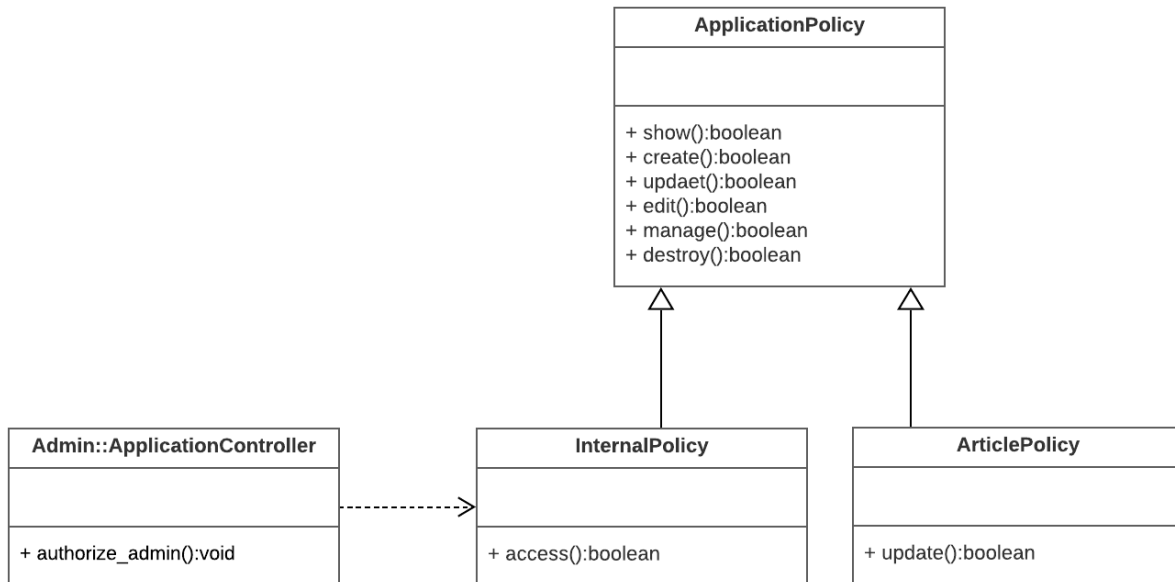 ApplicationPolicy
+ show():boolean
+ create():boolean
+ updaet():boolean
+ edit():boolean
+ manage():boolean
+ destroy():boolean
Admin::ApplicationController
+ authorize_admin():void
InternalPolicy
+ access():boolean
ArticlePolicy
+ update():boolean